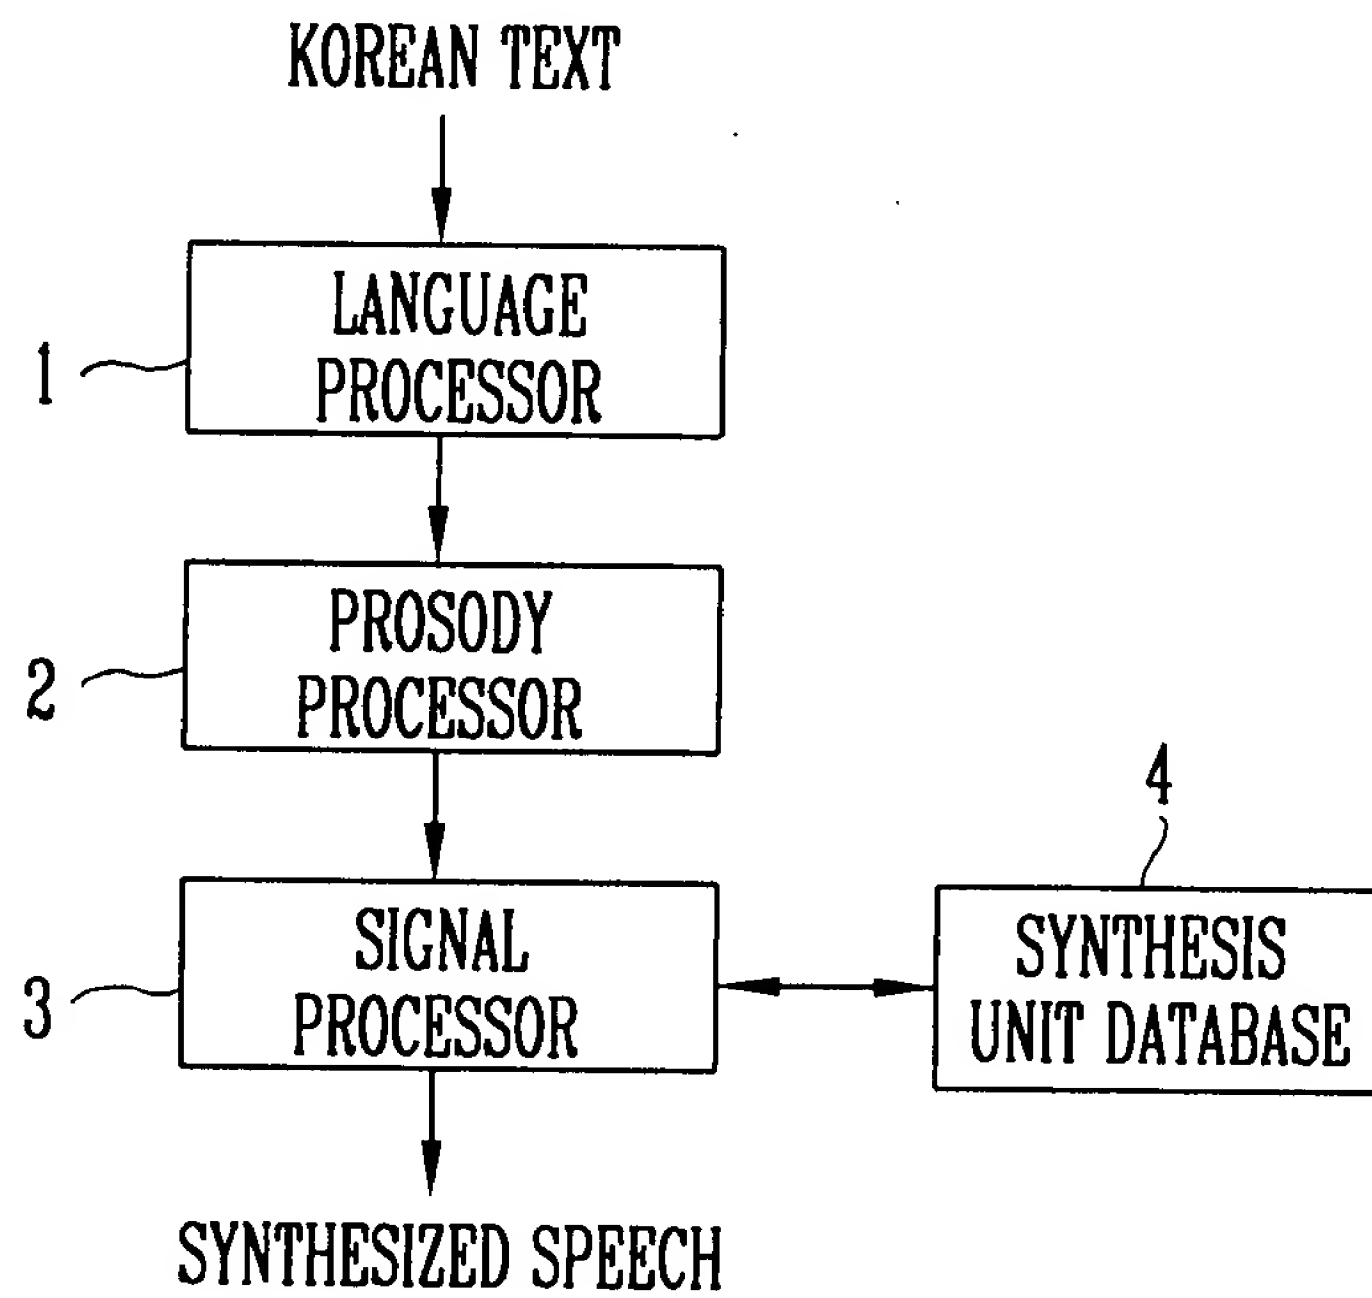 KOREAN TEXT
LANGUAGE
PROCESSOR
1
PROSODY
PROCESSOR
2
4
SIGNAL
PROCESSOR
3
SYNTHESIS
UNIT DATABASE
SYNTHESIZED SPEECH